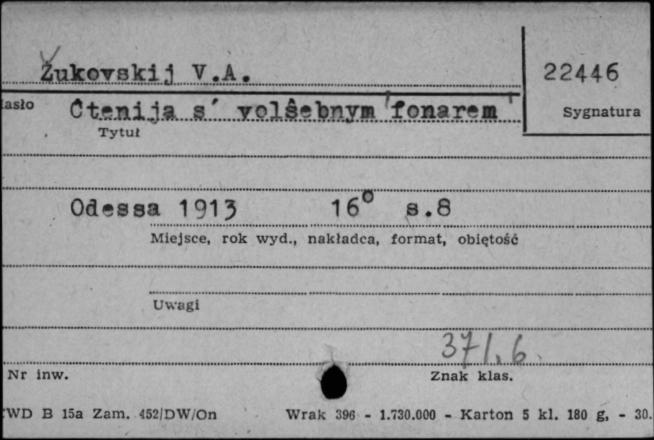 Žukovskij V.A.
22446
asło
Čtenija s' volšebnym 'fonarem'
Sygnatura
Tytuł
Odessa 1913 16° s.8
Miejsce, rok wyd., nakładca, format, obiętość
Uwagi
371.6.
Nr inw.
Znak klas.
WD B 15a Zam. 452/DW/On Wrak 396 - 1.730.000 - Karton 5 kl. 180 g, - 30.